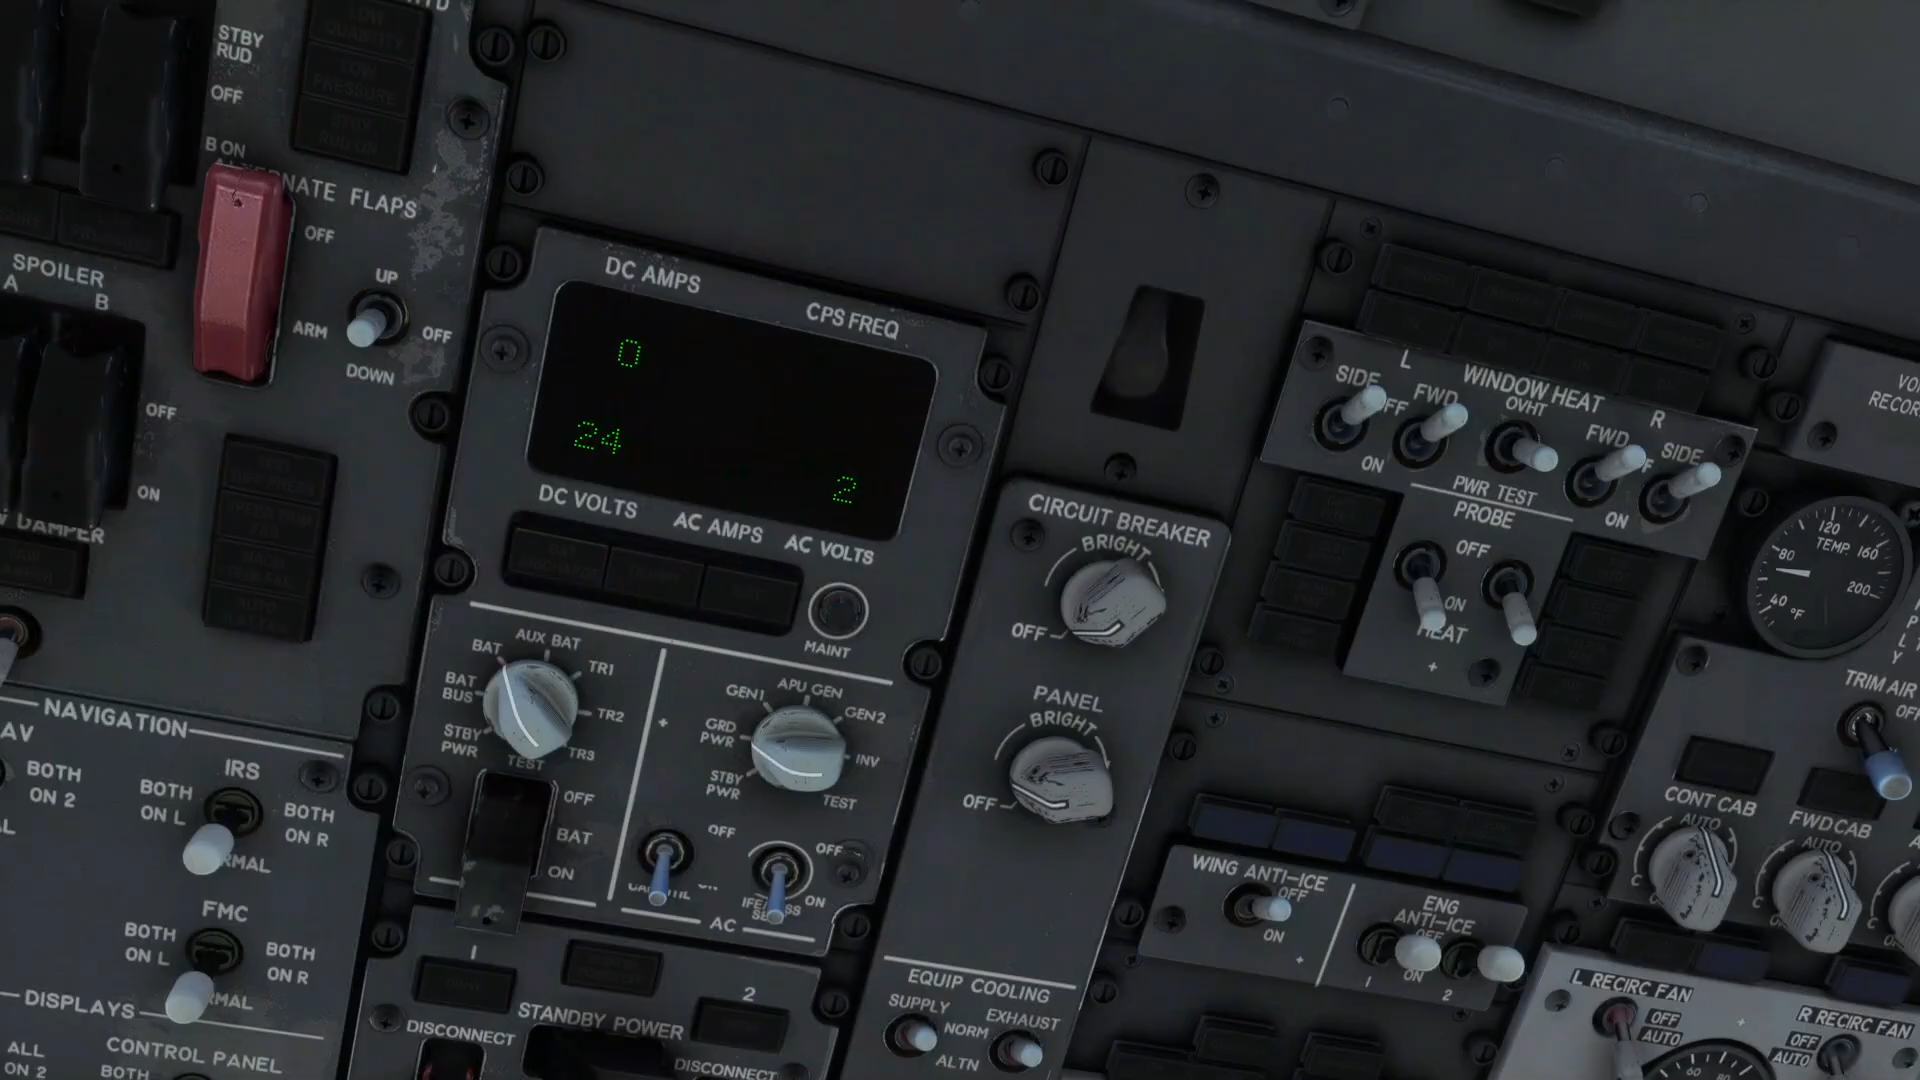 STBY
RUD
OFF
B ON
ALTERNATE FLAPS
OFF
UP
ARM
OFF
DOWN
SPOILER
A
B
OFF
ON
DAMPER
NAVIGATION
BOTH
ON 2
IRS
BOTH
ON L
BOTH
ON R
FMC
BOTH
ON L
BOTH
ON R
DISPLAYS
CONTROL PANEL
ALL
ON 2
BOTH
DC AMPS
CPS FREQ
0
24
2
DC VOLTS
AC AMPS
AC VOLTS
MAINT
AUX BAT
BAT
TR1
BAT
BUS
TR2
STBY
PWR
TR3
TEST
APU GEN
GEN1
GEN2
GRD
PWR
INV
STBY
PWR
TEST
OFF
BAT
ON
OFF
OFF
ON
AC
1
2
STANDBY POWER
DISCONNECT
DISCONNECT
CIRCUIT BREAKER
BRIGHT
OFF
PANEL
BRIGHT
OFF
EQUIP COOLING
SUPPLY
EXHAUST
NORM
ALTN
L
WINDOW HEAT
R
SIDE
FWD
OVHT
FWD
SIDE
ON
PWR TEST
ON
PROBE
OFF
ON
HEAT
WING ANTI-ICE
OFF
ON
ENG
ANTI-ICE
OFF
ON
1
2
120
80
TEMP 160
200
40
°F
TRIM AIR
OFF
CONT CAB
AUTO
C
FWD CAB
AUTO
C
L RECIRC FAN
OFF
AUTO
R RECIRC FAN
OFF
AUTO
60
80